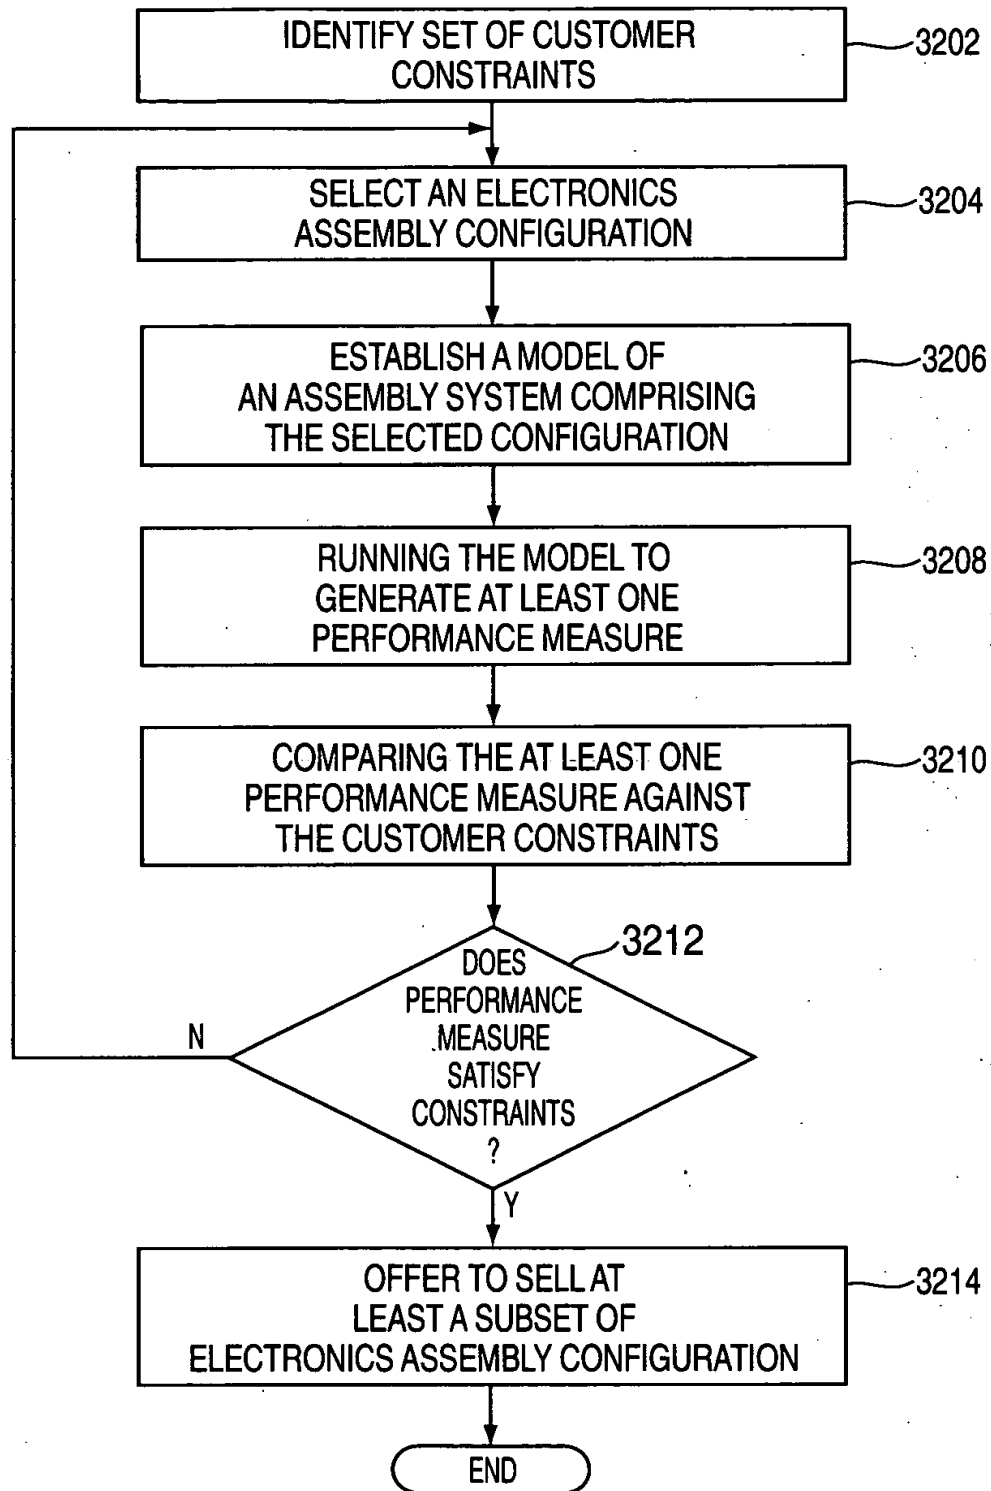 IDENTIFY SET OF CUSTOMER
CONSTRAINTS
3202
SELECT AN ELECTRONICS
ASSEMBLY CONFIGURATION
3204
ESTABLISH A MODEL OF
AN ASSEMBLY SYSTEM COMPRISING
THE SELECTED CONFIGURATION
3206
RUNNING THE MODEL TO
GENERATE AT LEAST ONE
PERFORMANCE MEASURE
3208
COMPARING THE AT LEAST ONE
PERFORMANCE MEASURE AGAINST
THE CUSTOMER CONSTRAINTS
3210
3212
DOES
PERFORMANCE
MEASURE
SATISFY
CONSTRAINTS
?
N
Y
OFFER TO SELL AT
LEAST A SUBSET OF
ELECTRONICS ASSEMBLY CONFIGURATION
3214
END